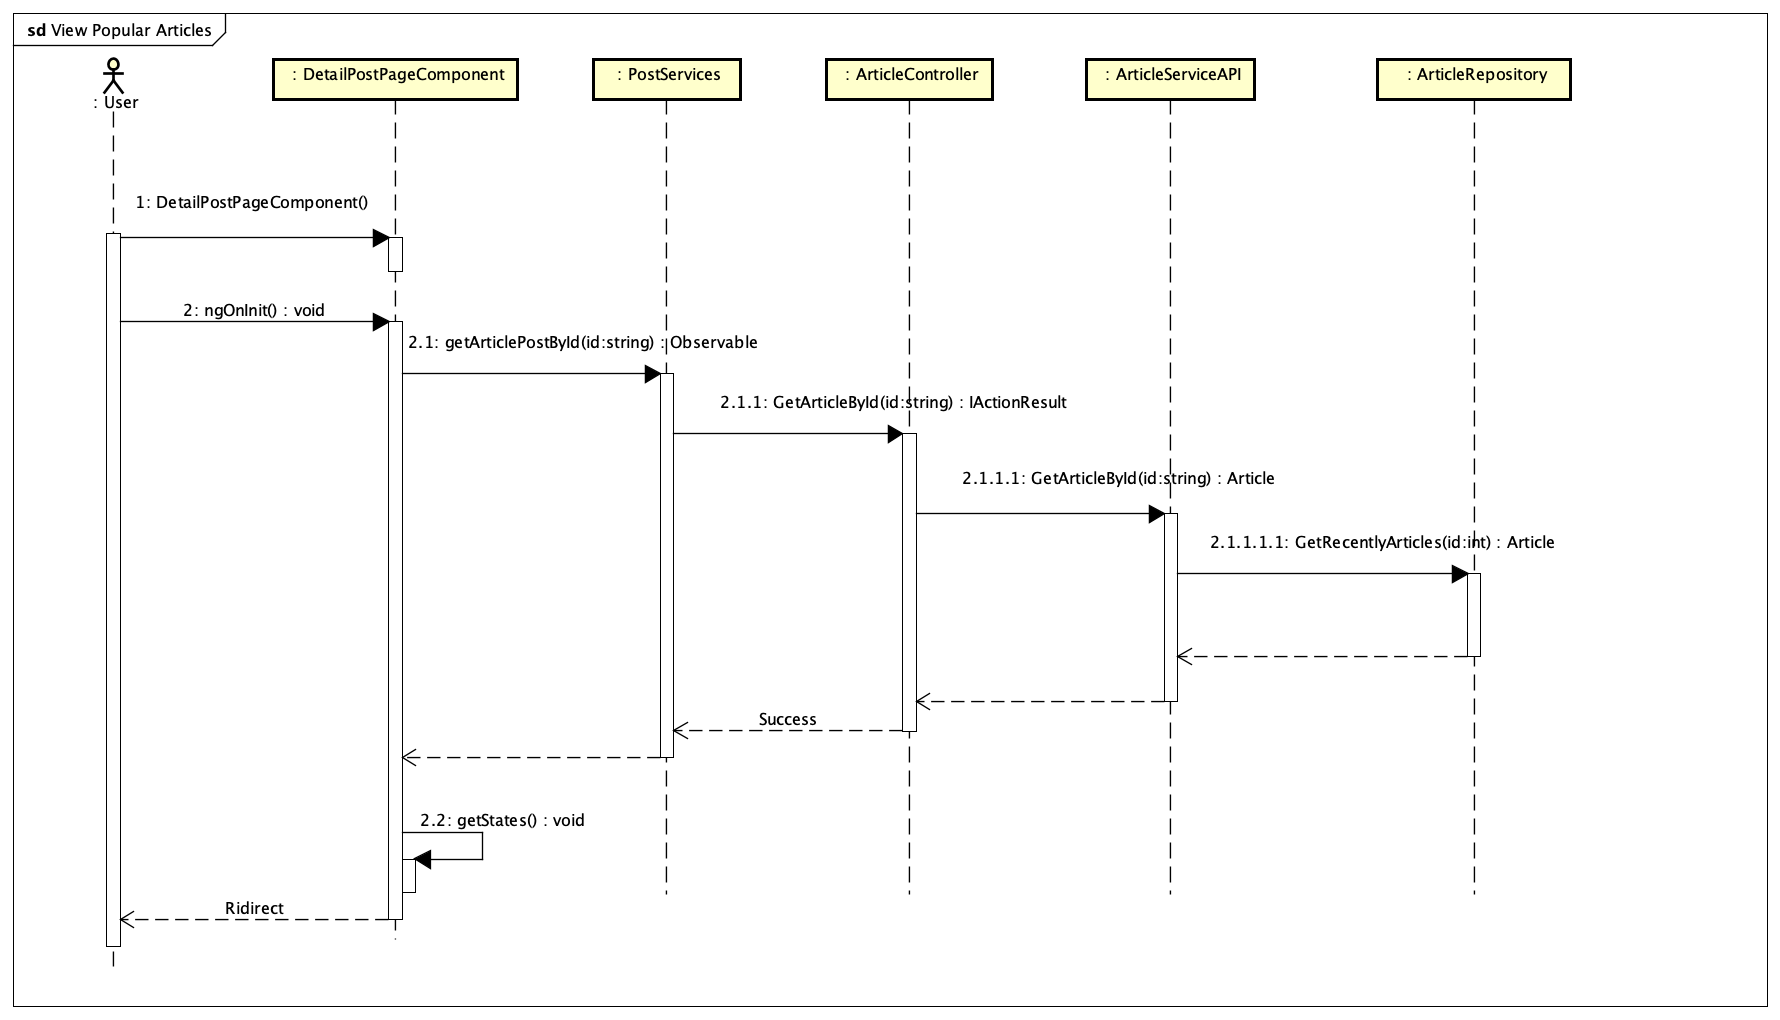 sd View Popular Articles
: User
: DetailPostPageComponent
: PostServices
: ArticleController
: ArticleServiceAPI
: ArticleRepository
1: DetailPostPageComponent()
2: ngOnInit() : void
2.1: getArticlePostById(id:string) : Observable
2.1.1: GetArticleById(id:string) : IActionResult
2.1.1.1: GetArticleById(id:string) : Article
2.1.1.1.1: GetRecentlyArticles(id:int) : Article
Success
2.2: getStates() : void
Ridirect